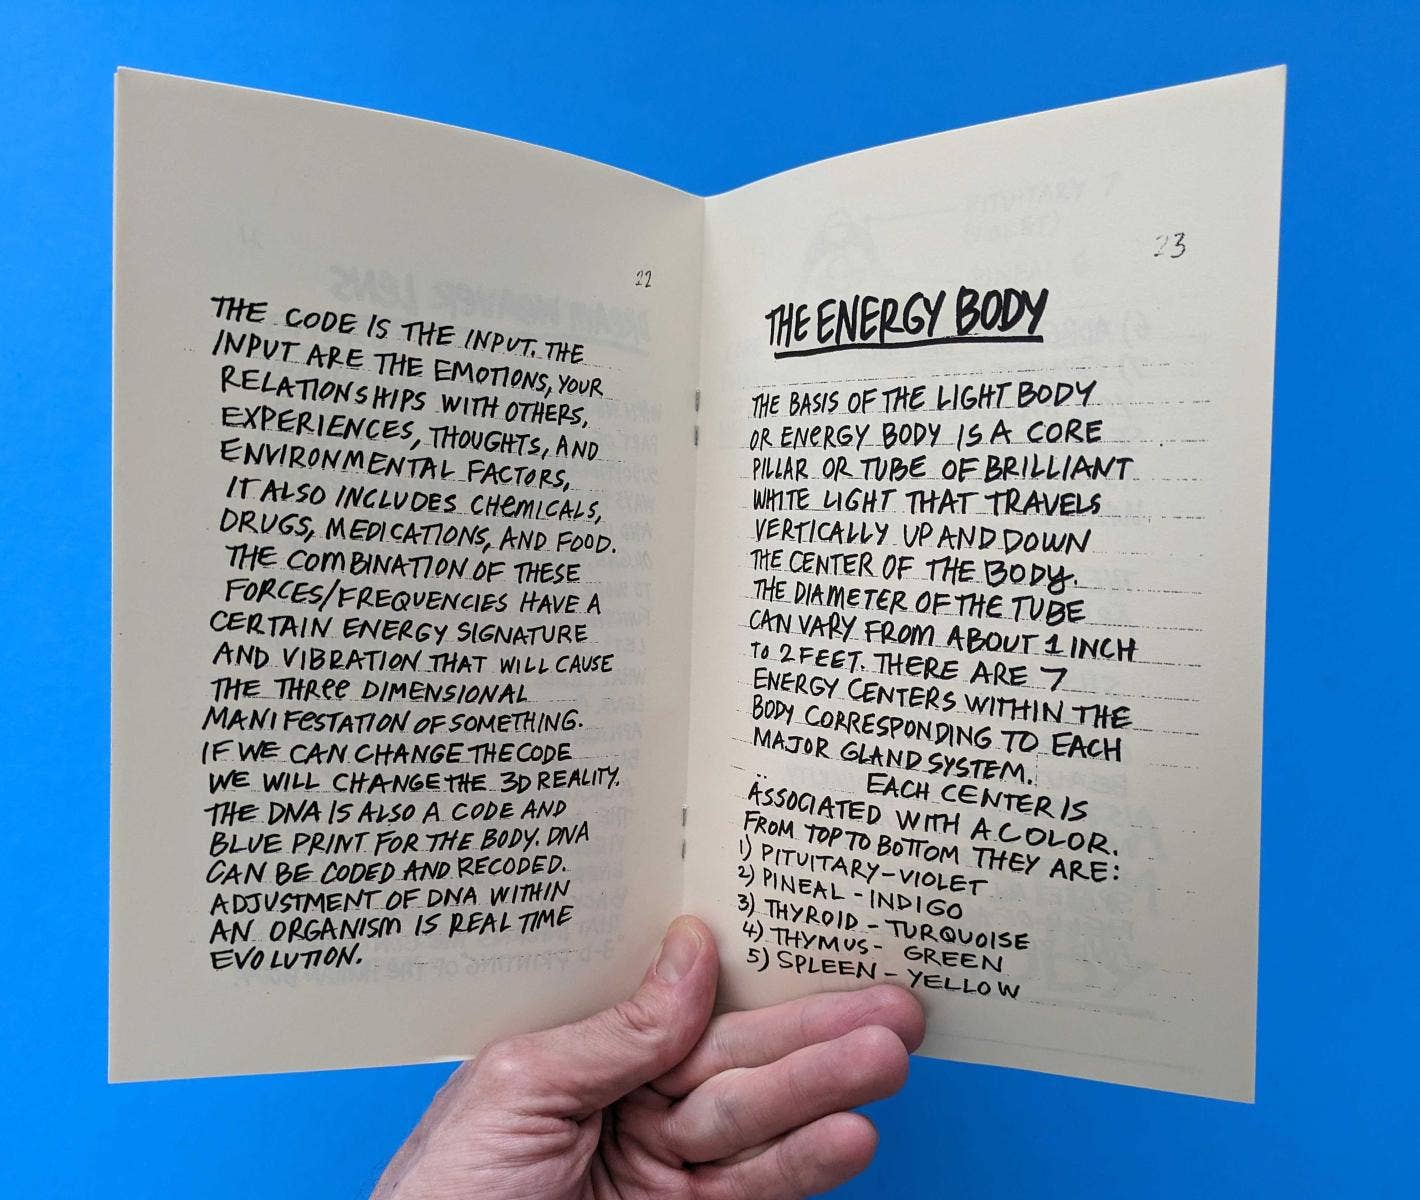 22
THE CODE IS THE INPUT. THE
INPUT ARE THE EMOTIONS, YOUR
RELATIONSHIPS WITH OTHERS,
EXPERIENCES, THOUGHTS, AND
ENVIRONMENTAL FACTORS,
IT ALSO INCLUDES CHEMICALS,
DRUGS, MEDICATIONS, AND FOOD.
THE COMBINATION OF THESE
FORCES/FREQUENCIES HAVE A
CERTAIN ENERGY SIGNATURE
AND VIBRATION THAT WILL CAUSE
THE THREE DIMENSIONAL
MANIFESTATION OF SOMETHING.
IF WE CAN CHANGE THE CODE
WE WILL CHANGE THE 3D REALITY.
THE DNA IS ALSO A CODE AND
BLUE PRINT FOR THE BODY. DNA
CAN BE CODED AND RECODED.
ADJUSTMENT OF DNA WITHIN
AN ORGANISM IS REAL TIME
EVOLUTION.
23
THE ENERGY BODY
THE BASIS OF THE LIGHT BODY
OR ENERGY BODY IS A CORE
PILLAR OR TUBE OF BRILLIANT
WHITE LIGHT THAT TRAVELS
VERTICALLY UP AND DOWN
THE CENTER OF THE BODY.
THE DIAMETER OF THE TUBE
CAN VARY FROM ABOUT 1 INCH
TO 2 FEET. THERE ARE 7
ENERGY CENTERS WITHIN THE
BODY CORRESPONDING TO EACH
MAJOR GLAND SYSTEM.
EACH CENTER IS
ASSOCIATED WITH A COLOR.
FROM TOP TO BOTTOM THEY ARE:
1) PITUITARY - VIOLET
2) PINEAL - INDIGO
3) THYROID - TURQUOISE
4) THYMUS - GREEN
5) SPLEEN - YELLOW